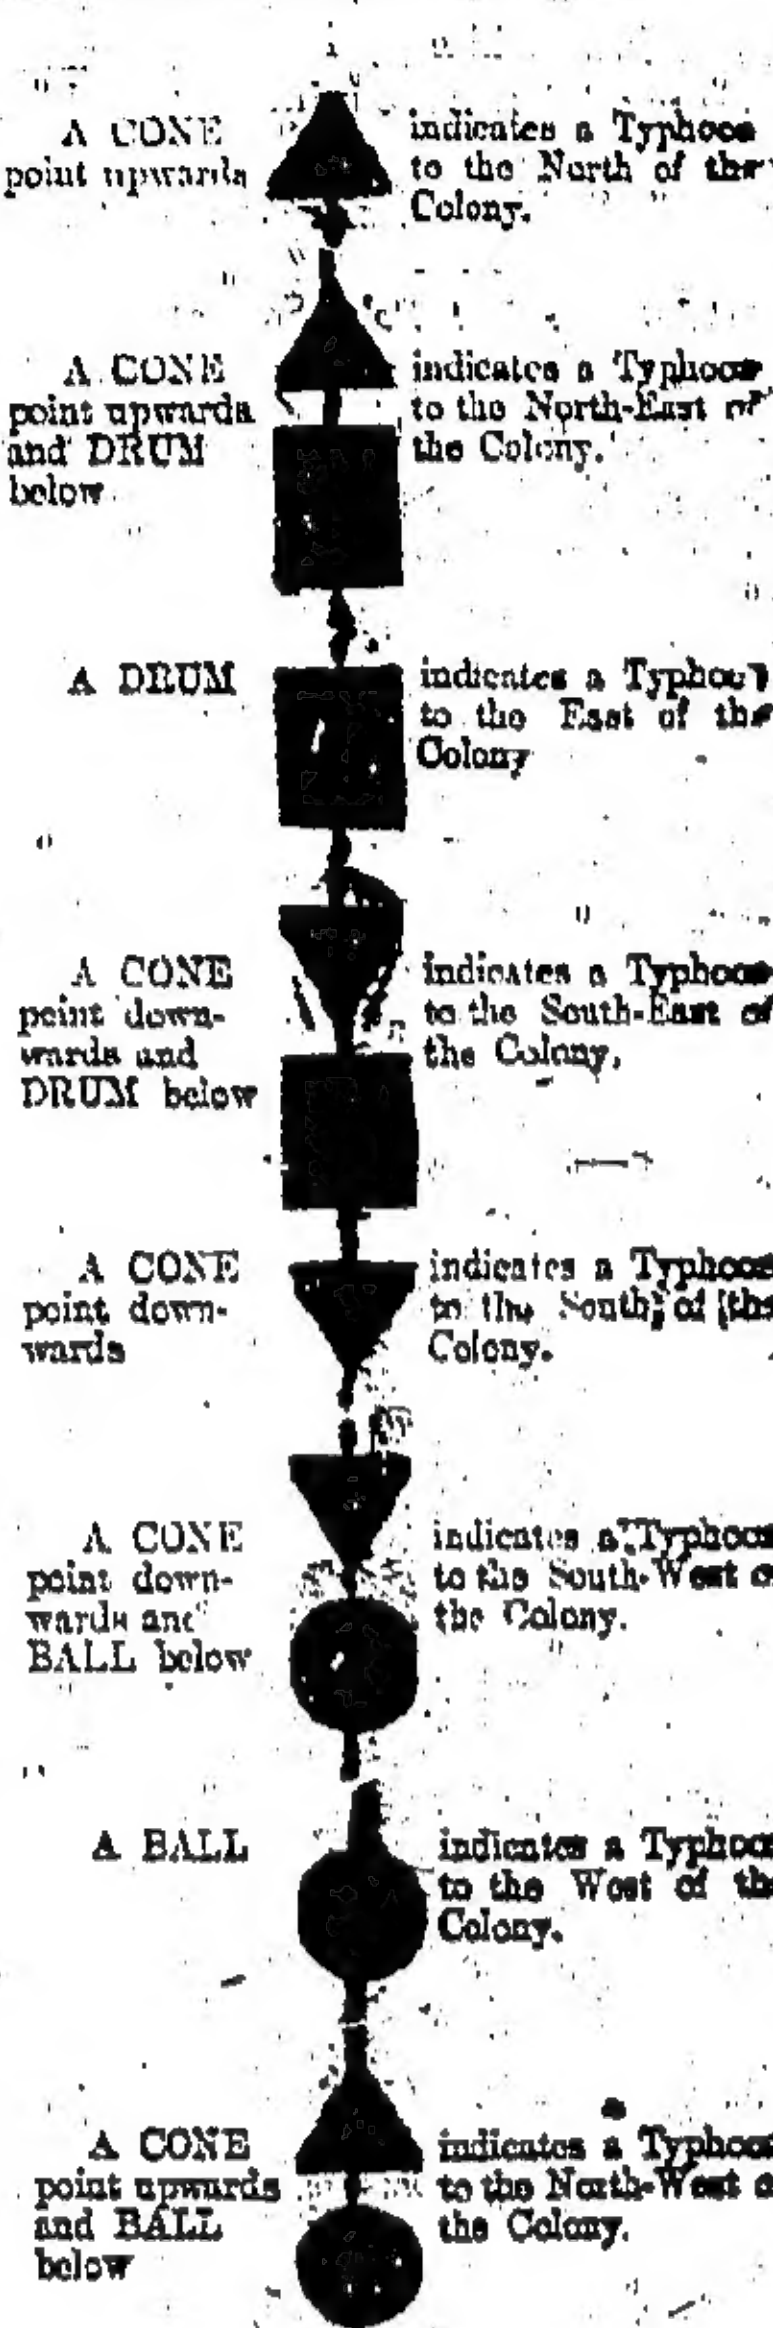 A CONE
point upwards
indicates a Typhoon
to the North of the
Colony.
A CONE
point upwards
and DRUM
below
indicates a Typhoon
to the North-East of
the Colony.
A DRUM
indicates a Typhoon
to the East of the
Colony
A CONE
point down-
wards and
DRUM below
indicates a Typhoon
to the South-East of
the Colony.
A CONE
point down-
wards
indicates a Typhoon
to the South of the
Colony.
A CONE
point down-
wards and
BALL below
indicates a Typhoon
to the South-West o
the Colony.
A BALL
indicates a Typhoon
to the West of the
Colony.
A CONE
point upwards
and BALL
below
indicates a Typhoon
to the North-West o
the Colony.